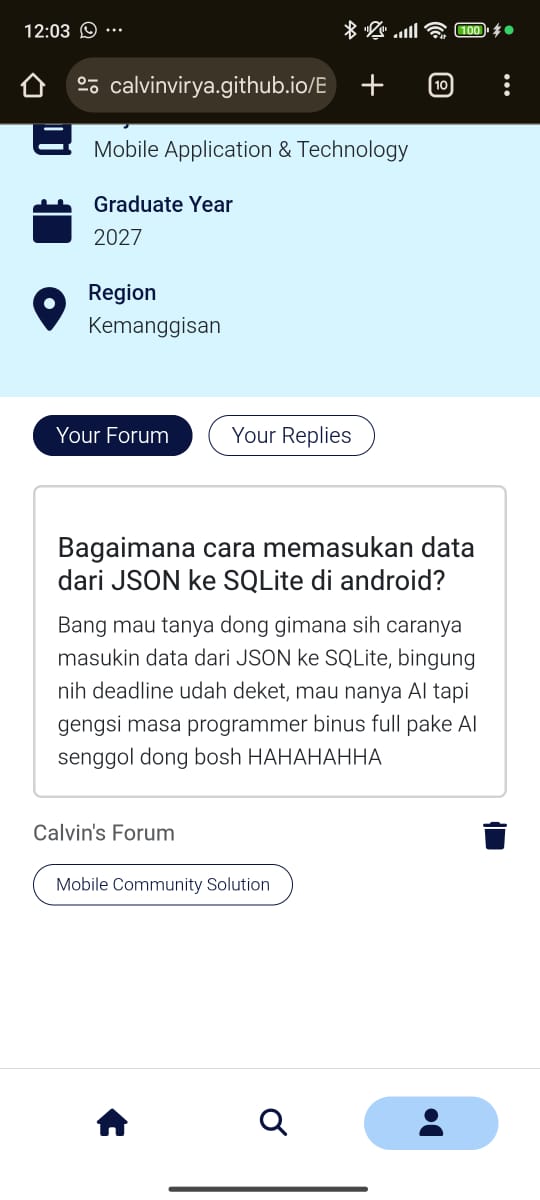 12:03
100
calvinvirya.github.io/E
10
Mobile Application & Technology
Graduate Year
2027
Region
Kemanggisan
Your Forum
Your Replies
Bagaimana cara memasukan data
dari JSON ke SQLite di android?
Bang mau tanya dong gimana sih caranya
masukin data dari JSON ke SQLite, bingung
nih deadline udah deket, mau nanya AI tapi
gengsi masa programmer binus full pake AI
senggol dong bosh HAHAHAHHA
Calvin's Forum
Mobile Community Solution